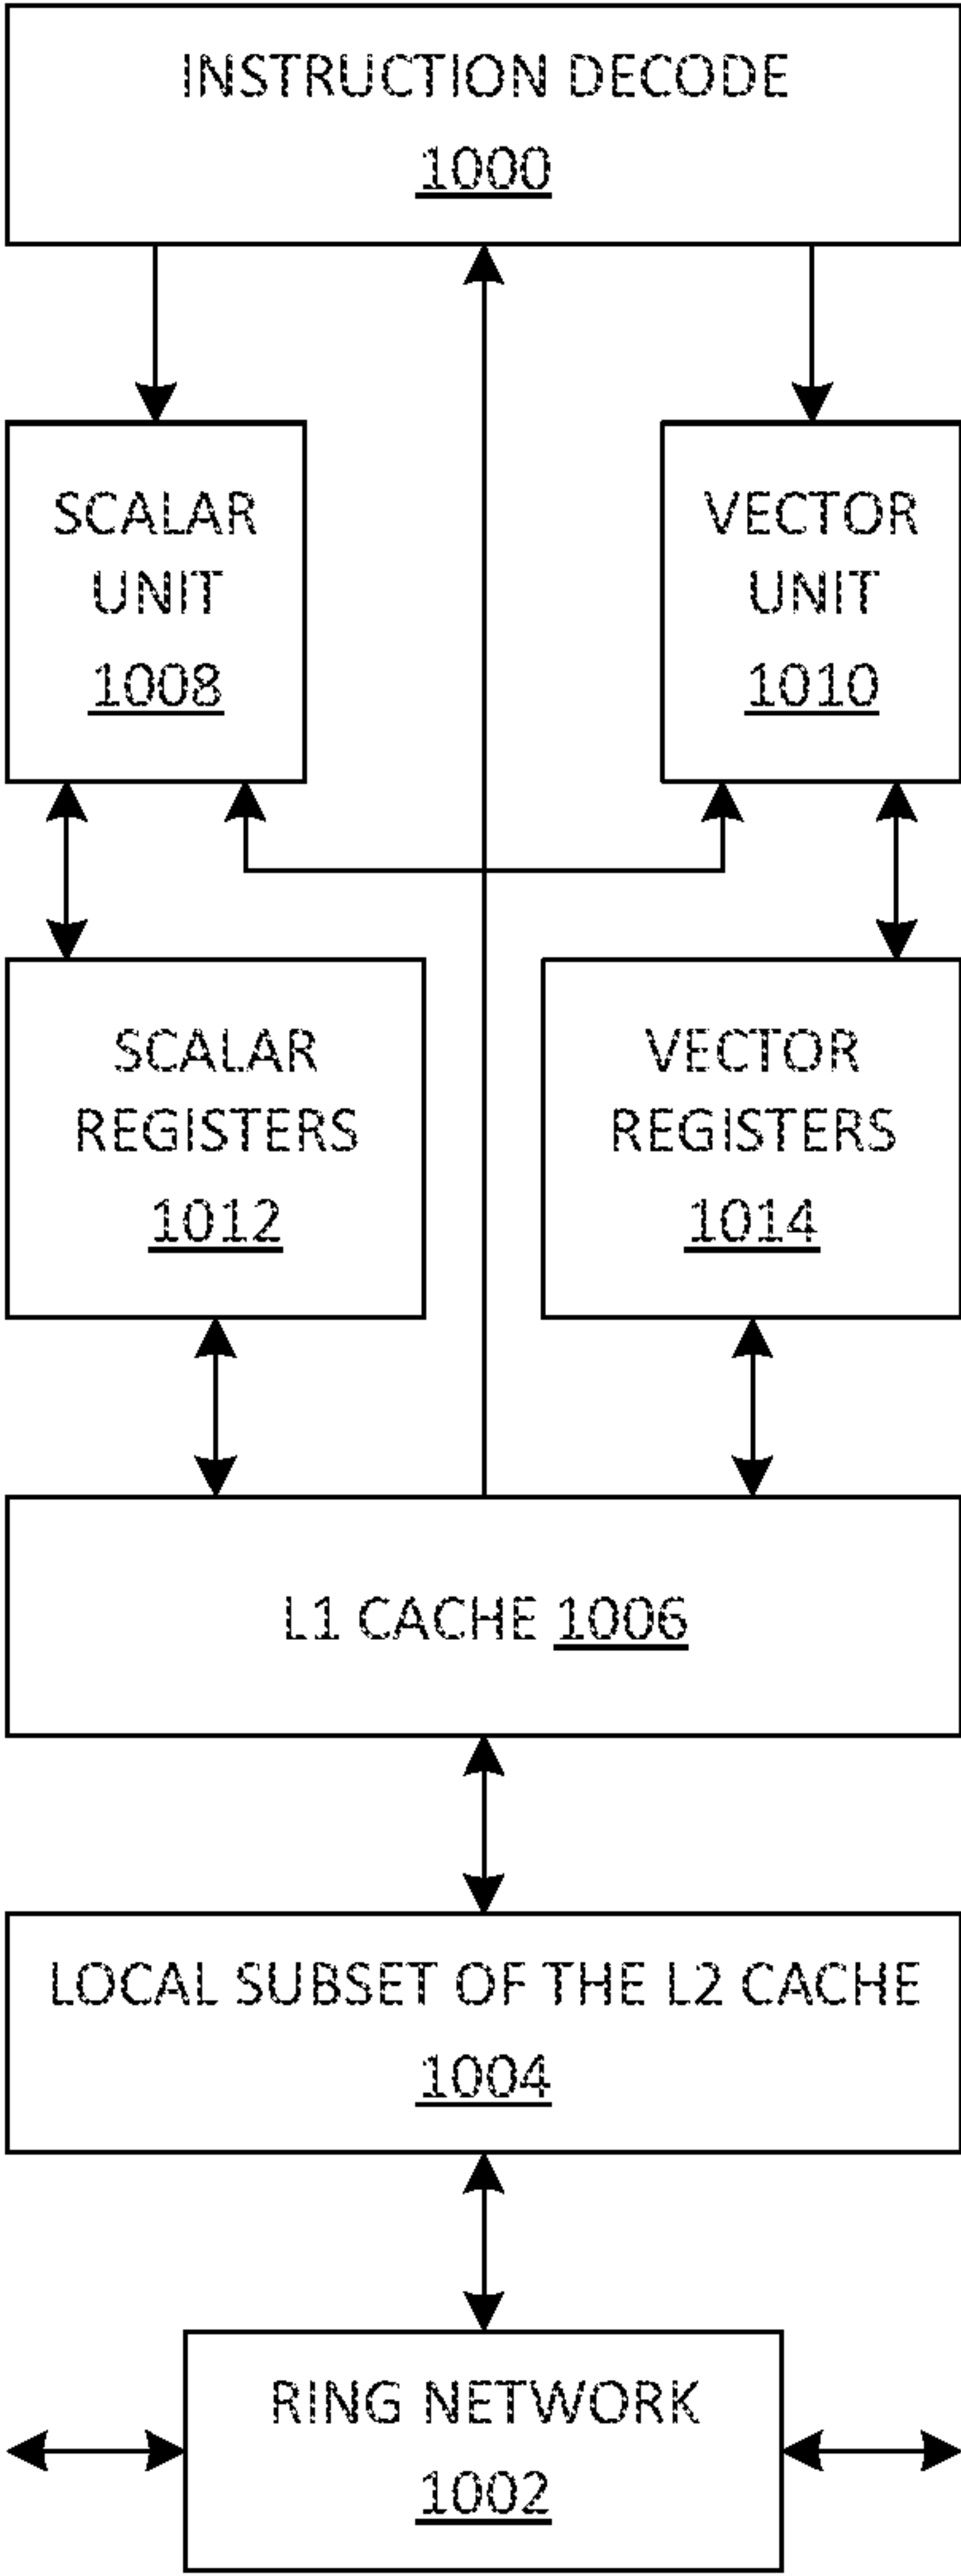 INSTRUCTION DECODE
1000
SCALAR
UNIT
1008
VECTOR
UNIT
1010
SCALAR
REGISTERS
1012
VECTOR
REGISTERS
1014
L1 CACHE 1006
LOCAL SUBSET OF THE L2 CACHE
1004
RING NETWORK
1002